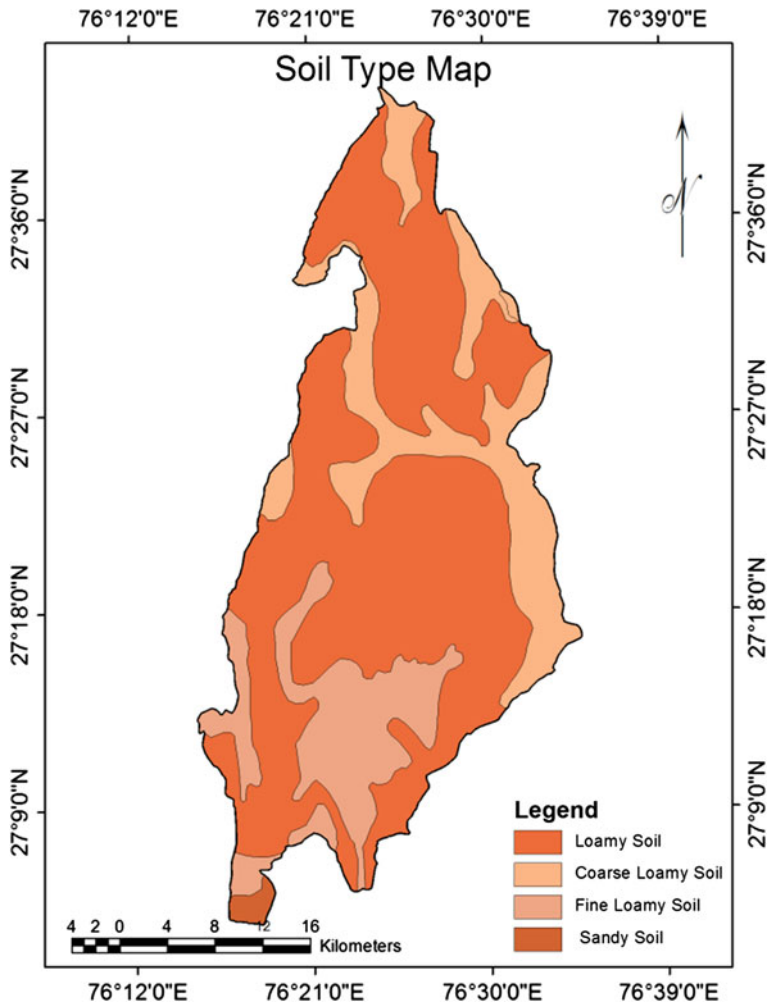 76°12'0"E 76°21'0"E 76°30'0"E 76°39'0"E
Soil Type Map
N
27°36'0"N 27°36'0"N
27°27'0"N 27°27'0"N
27°18'0"N 27°18'0"N
27°9'0"N 27°9'0"N
Legend
Loamy Soil
Coarse Loamy Soil
Fine Loamy Soil
Sandy Soil
4 2 0 4 8 12 16
Kilometers
76°12'0"E 76°21'0"E 76°30'0"E 76°39'0"E